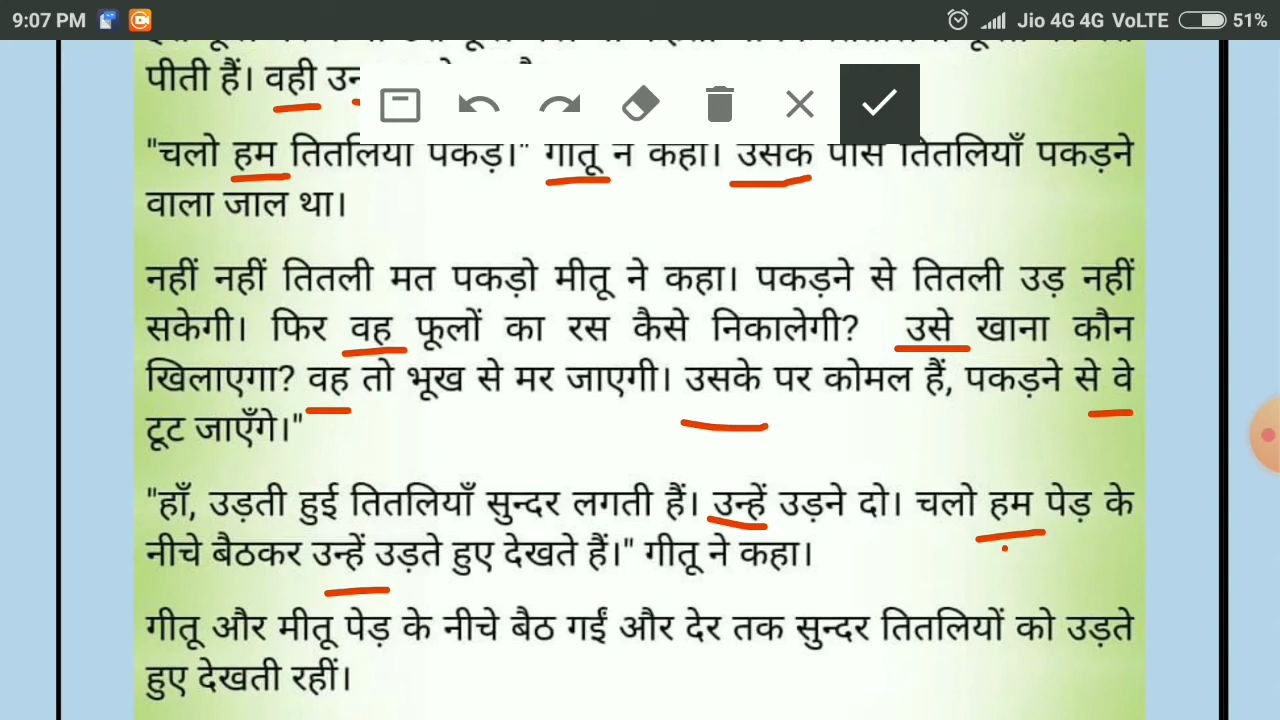 9:07 PM Jio 4G 4G VoLTE 51%
पीती हैं। वही
"चलो हम तितलियाँ पकड़ें।" गीतू ने कहा। उसके पास तितलियाँ पकड़ने
वाला जाल था।
नहीं नहीं तितली मत पकड़ो मीतू ने कहा। पकड़ने से तितली उड़ नहीं
सकेगी। फिर वह फूलों का रस कैसे निकालेगी? उसे खाना कौन
खिलाएगा? वह तो भूख से मर जाएगी। उसके पर कोमल हैं, पकड़ने से वे
टूट जाएँगे।"
"हाँ, उड़ती हुई तितलियाँ सुन्दर लगती हैं। उन्हें उड़ने दो। चलो हम पेड़ के
नीचे बैठकर उन्हें उड़ते हुए देखते हैं।" गीतू ने कहा।
गीतू और मीतू पेड़ के नीचे बैठ गईं और देर तक सुन्दर तितलियों को उड़ते
हुए देखती रहीं।